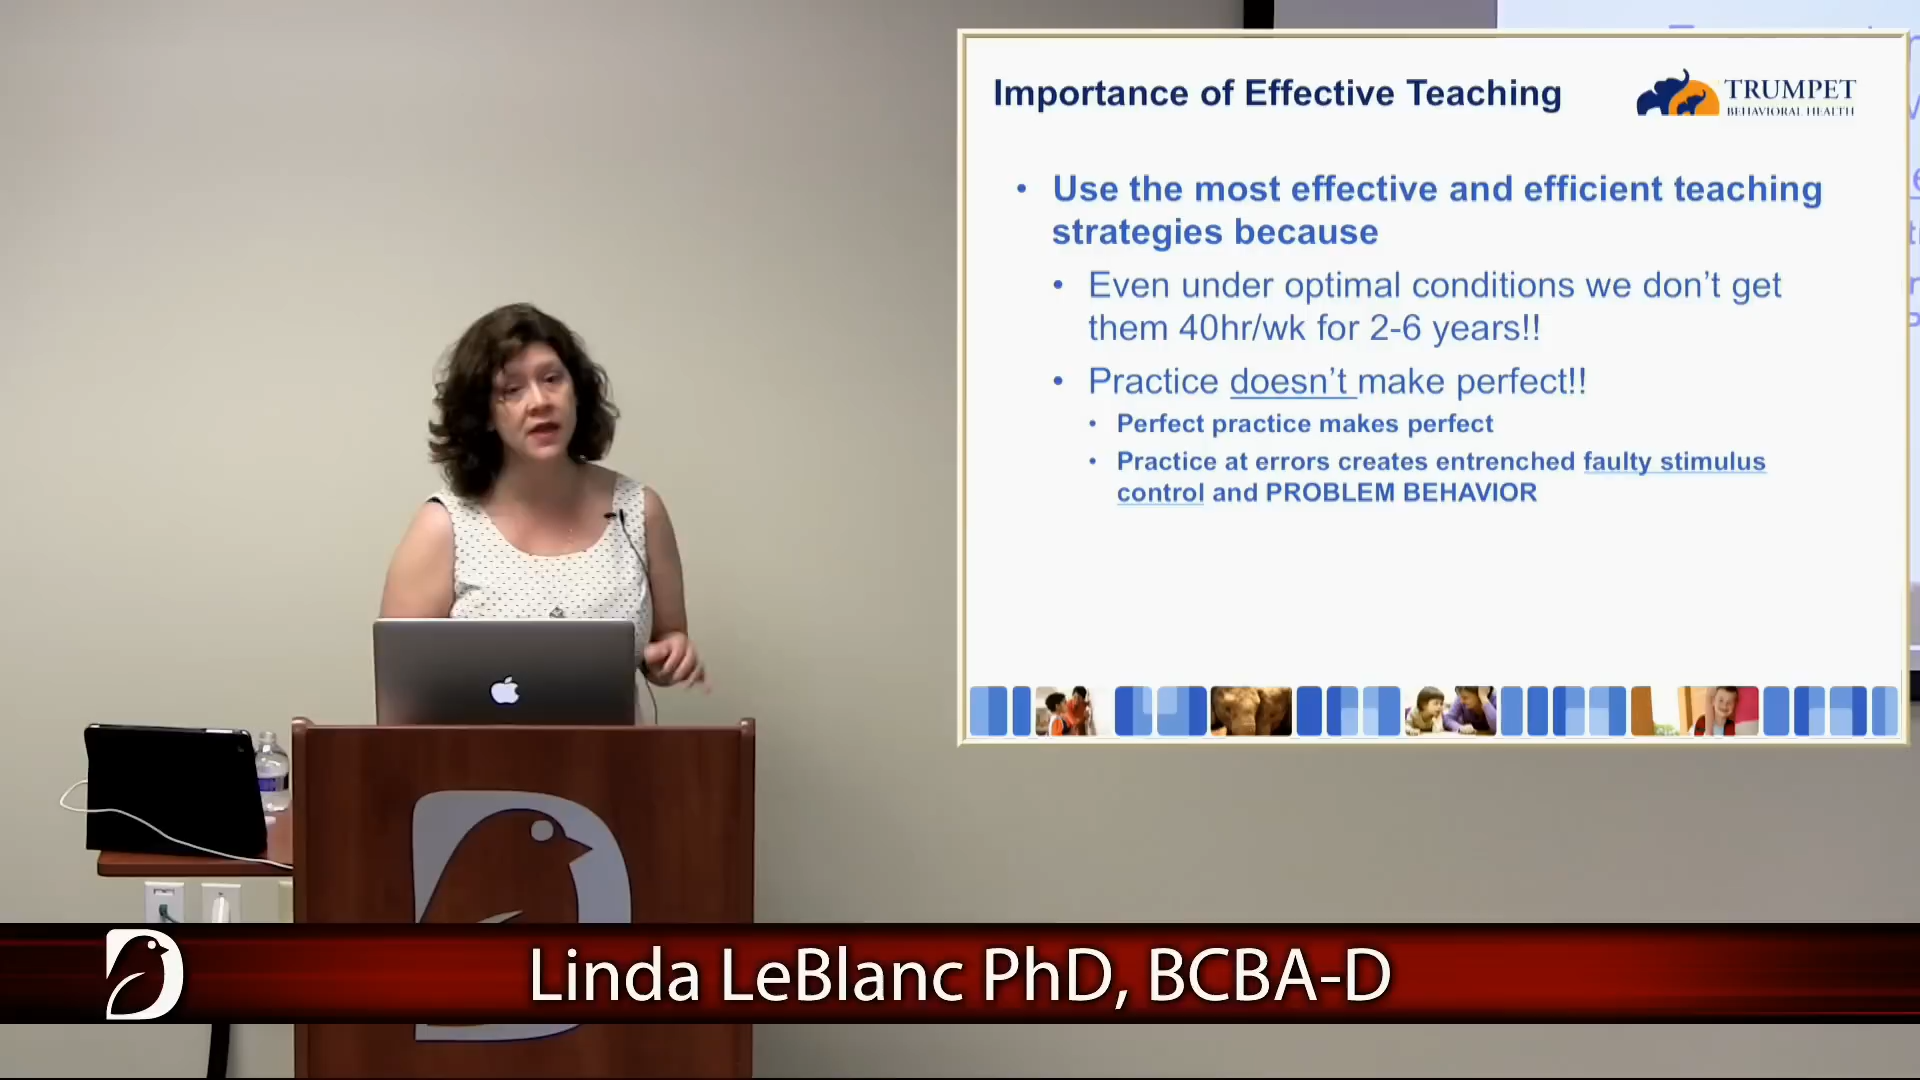 Importance of Effective Teaching
TRUMPET
BEHAVIORAL HEALTH
• Use the most effective and efficient teaching
strategies because
• Even under optimal conditions we don't get
them 40hr/wk for 2-6 years!!
• Practice doesn't make perfect!!
• Perfect practice makes perfect
• Practice at errors creates entrenched faulty stimulus
control and PROBLEM BEHAVIOR
Linda LeBlanc PhD, BCBA-D